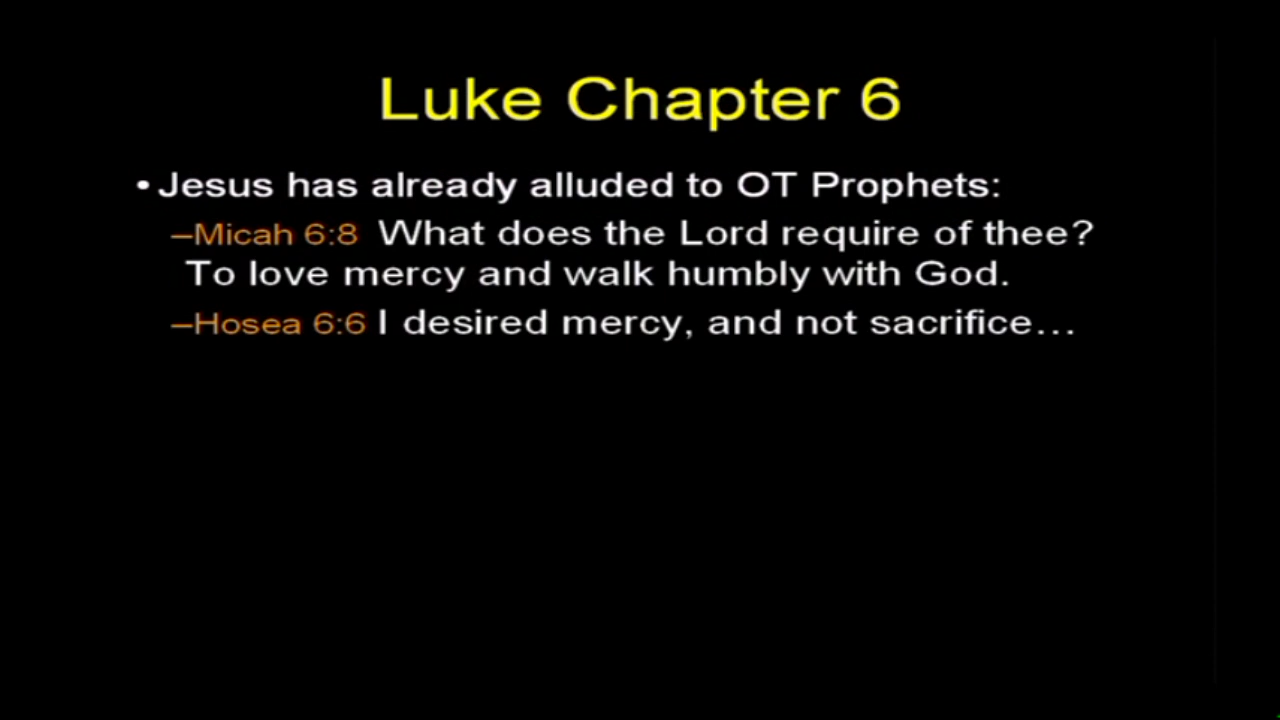 Luke Chapter 6
• Jesus has already alluded to OT Prophets:
–Micah 6:8 What does the Lord require of thee?
To love mercy and walk humbly with God.
–Hosea 6:6 I desired mercy, and not sacrifice…